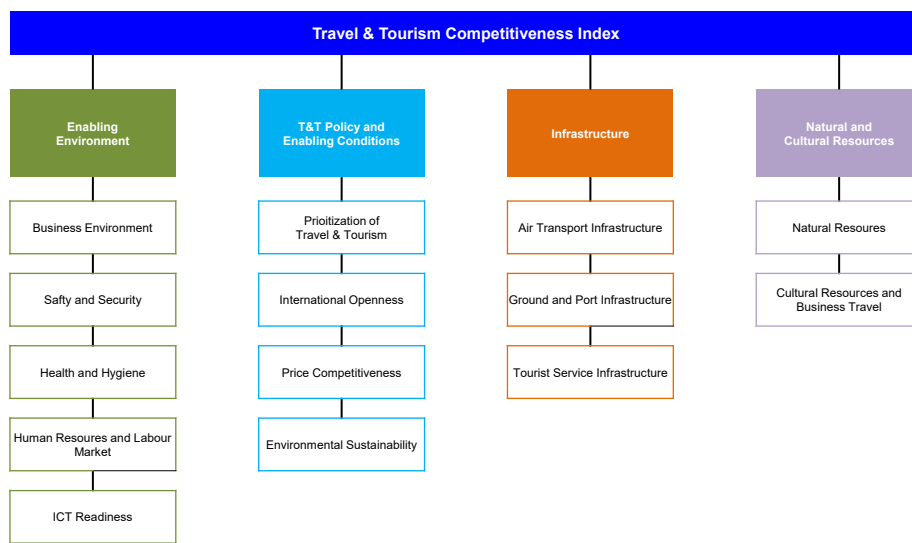 Travel & Tourism Competitiveness Index
Enabling
Environment
Business Environment
Safty and Security
Health and Hygiene
Human Resoures and Labour
Market
ICT Readiness
T&T Policy and
Enabling Conditions
Prioitization of
Travel & Tourism
International Openness
Price Competitiveness
Environmental Sustainability
Infrastructure
Air Transport Infrastructure
Ground and Port Infrastructure
Tourist Service Infrastructure
Natural and
Cultural Resources
Natural Resoures
Cultural Resources and
Business Travel